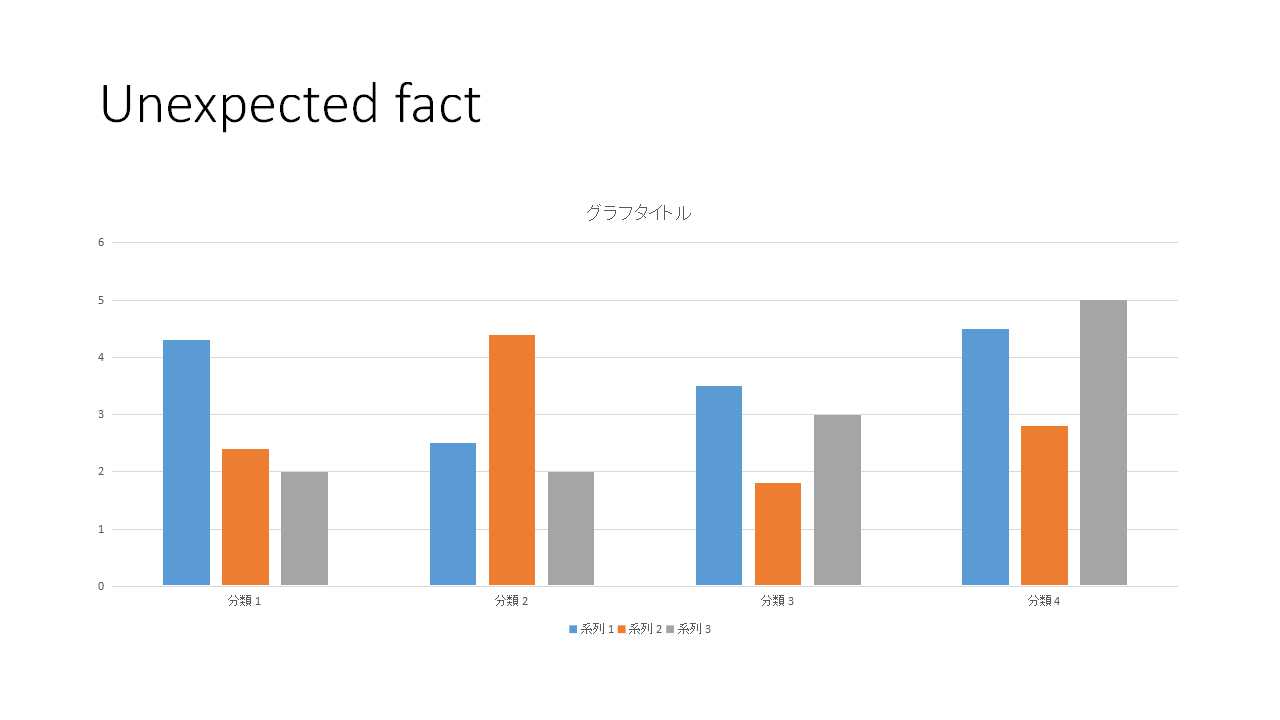 Unexpected fact
グラフタイトル
6
5
4
3
2
1
0
分類 1 分類 2 分類 3 分類 4
系列 1 系列 2 系列 3